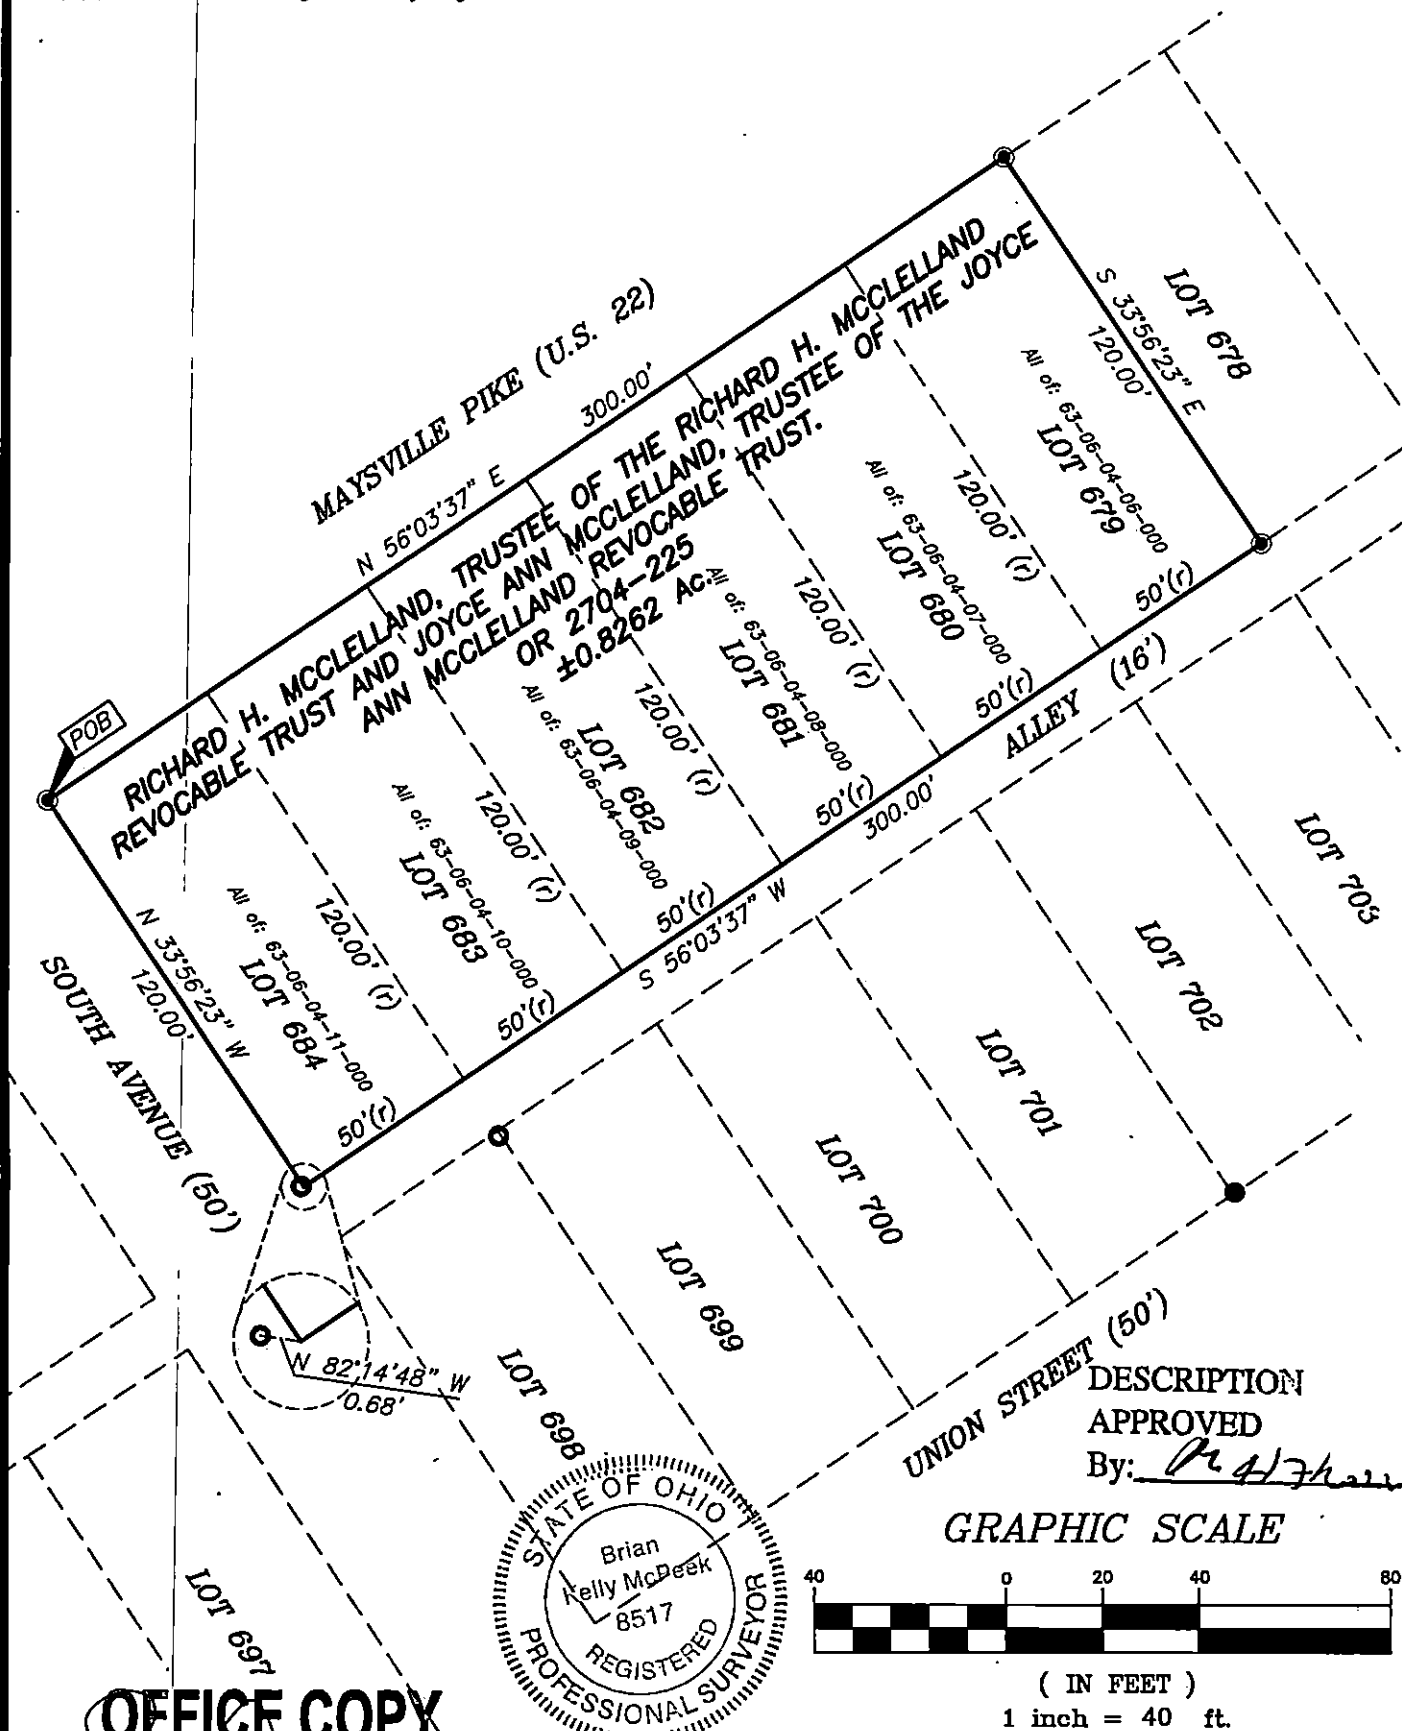 MAYSVILLE PIKE (U.S. 22)
N 56°03'37" E
300.00'
POB
RICHARD H. MCCLELLAND, TRUSTEE OF THE RICHARD H. MCCLELLAND
REVOCABLE TRUST AND JOYCE ANN MCCLELLAND, TRUSTEE OF THE JOYCE
ANN MCCLELLAND REVOCABLE TRUST.
OR 2704-225
±0.8262 Ac.
LOT 678
S 33°56'23" E
120.00'
All of: 63-06-04-06-000
LOT 679
50'(r)
120.00' (r)
All of: 63-06-04-07-000
LOT 680
50'(r)
120.00' (r)
All of: 63-06-04-08-000
LOT 681
50'(r)
120.00' (r)
All of: 63-06-04-09-000
LOT 682
50'(r)
120.00' (r)
All of: 63-06-04-10-000
LOT 683
50'(r)
120.00' (r)
All of: 63-06-04-11-000
LOT 684
50'(r)
N 33°56'23" W
120.00'
SOUTH AVENUE (50')
S 56°03'37" W
300.00'
ALLEY (16')
LOT 703
LOT 702
LOT 701
LOT 700
LOT 699
LOT 698
LOT 697
N 82°14'48" W
0.68'
UNION STREET (50')
DESCRIPTION
APPROVED
By:
STATE OF OHIO
Brian
Kelly McPeek
8517
REGISTERED
PROFESSIONAL SURVEYOR
GRAPHIC SCALE
40 0 20 40 80
( IN FEET )
1 inch = 40 ft.
OFFICE COPY